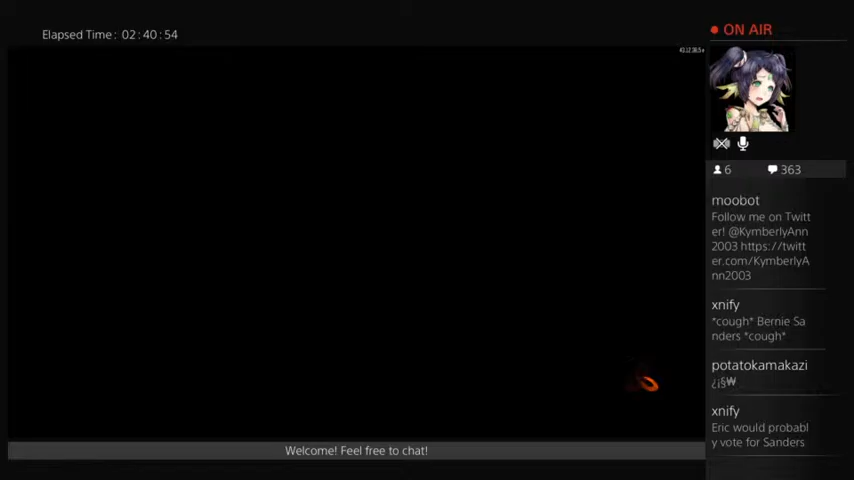 Elapsed Time: 02:40:54
ON AIR
6 363
moobot
Follow me on Twitt
er! @KymberlyAnn
2003 https://twitt
er.com/KymberlyA
nn2003
xnify
*cough* Bernie Sa
nders *cough*
potatokamakazi
¿¡§₩
xnify
Eric would probabl
y vote for Sanders
Welcome! Feel free to chat!